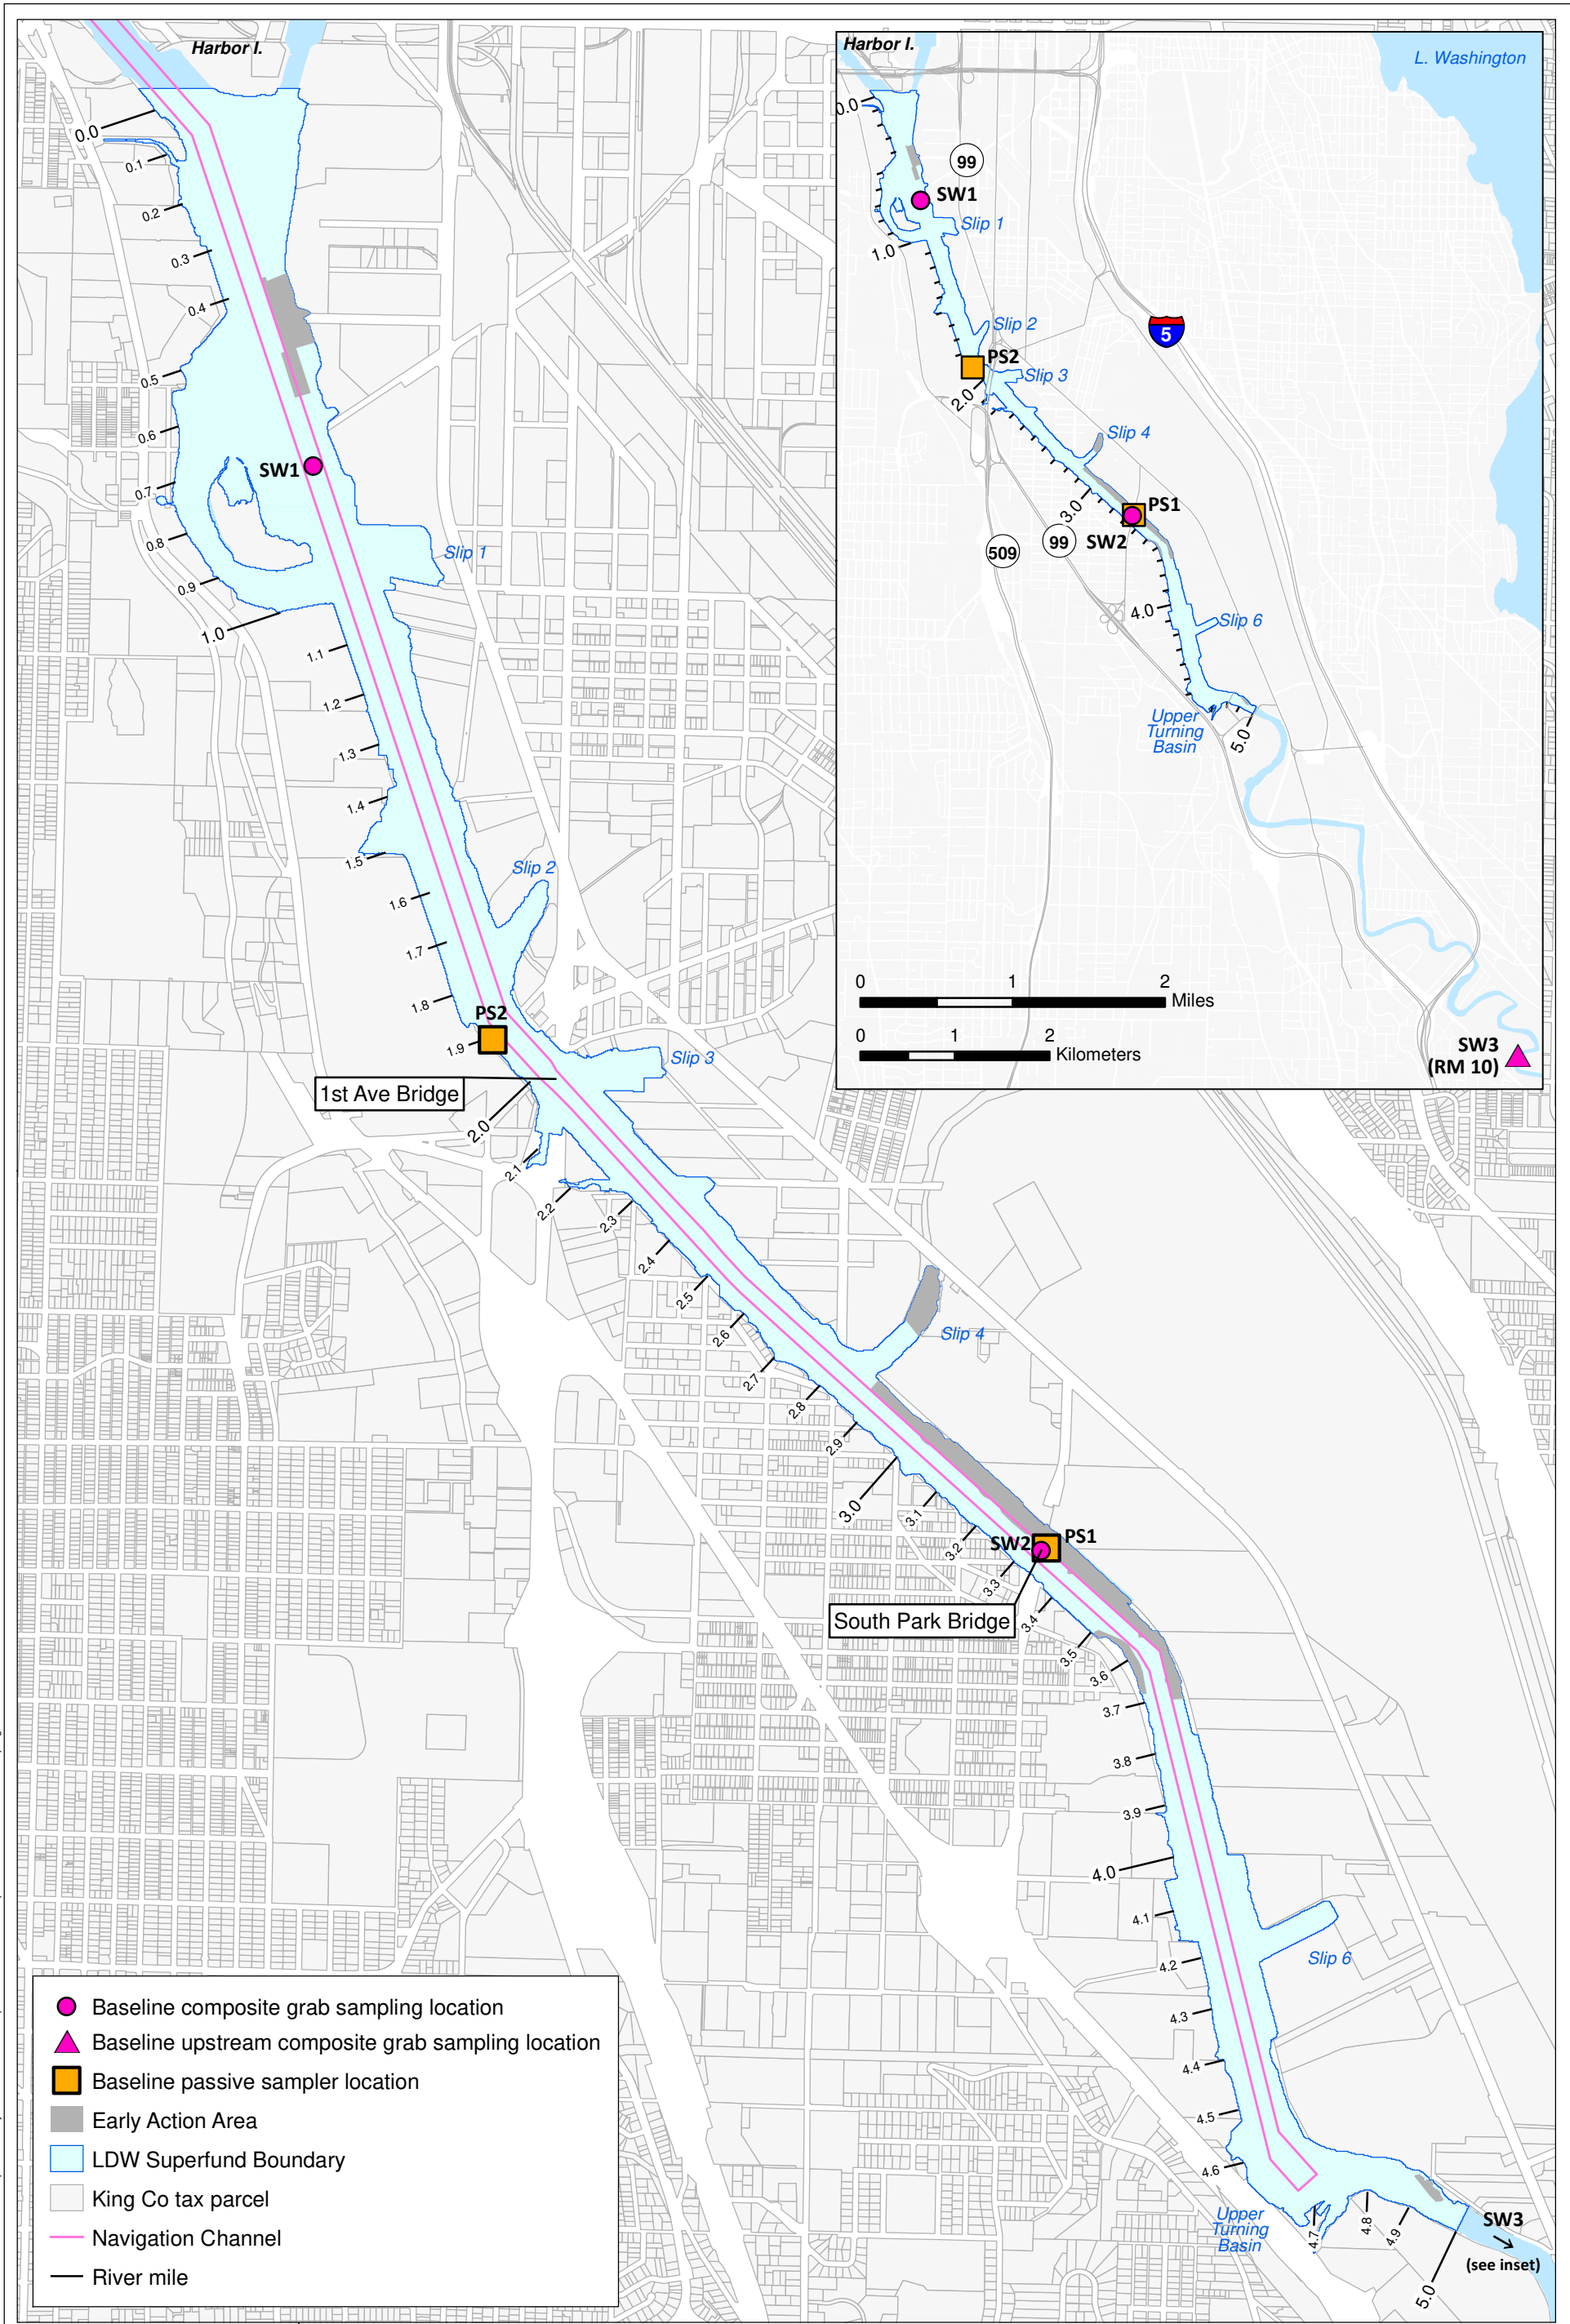 Harbor I.
0.0
0.1
0.2
0.3
0.4
0.5
0.6
SW1
0.7
0.8
Slip 1
0.9
1.0
1.1
1.2
1.3
1.4
1.5
Slip 2
1.6
1.7
1.8
PS2
1.9
Slip 3
1st Ave Bridge
2.0
2.1
2.2
2.3
2.4
2.5
2.6
Slip 4
2.7
2.8
2.9
3.0
3.1
3.2
SW2
PS1
3.3
South Park Bridge
3.4
3.5
3.6
3.7
3.8
3.9
4.0
4.1
Slip 6
4.2
4.3
4.4
4.5
4.6
Upper
Turning
Basin
4.7
4.8
4.9
5.0
SW3
(see inset)
Harbor I.
L. Washington
0.0
99
SW1
Slip 1
1.0
Slip 2
5
PS2
Slip 3
2.0
Slip 4
3.0
PS1
SW2
99
509
4.0
Slip 6
Upper
Turning
Basin
5.0
0 1 2
Miles
0 1 2
Kilometers
SW3
(RM 10)
Baseline composite grab sampling location
Baseline upstream composite grab sampling location
Baseline passive sampler location
Early Action Area
LDW Superfund Boundary
King Co tax parcel
Navigation Channel
River mile